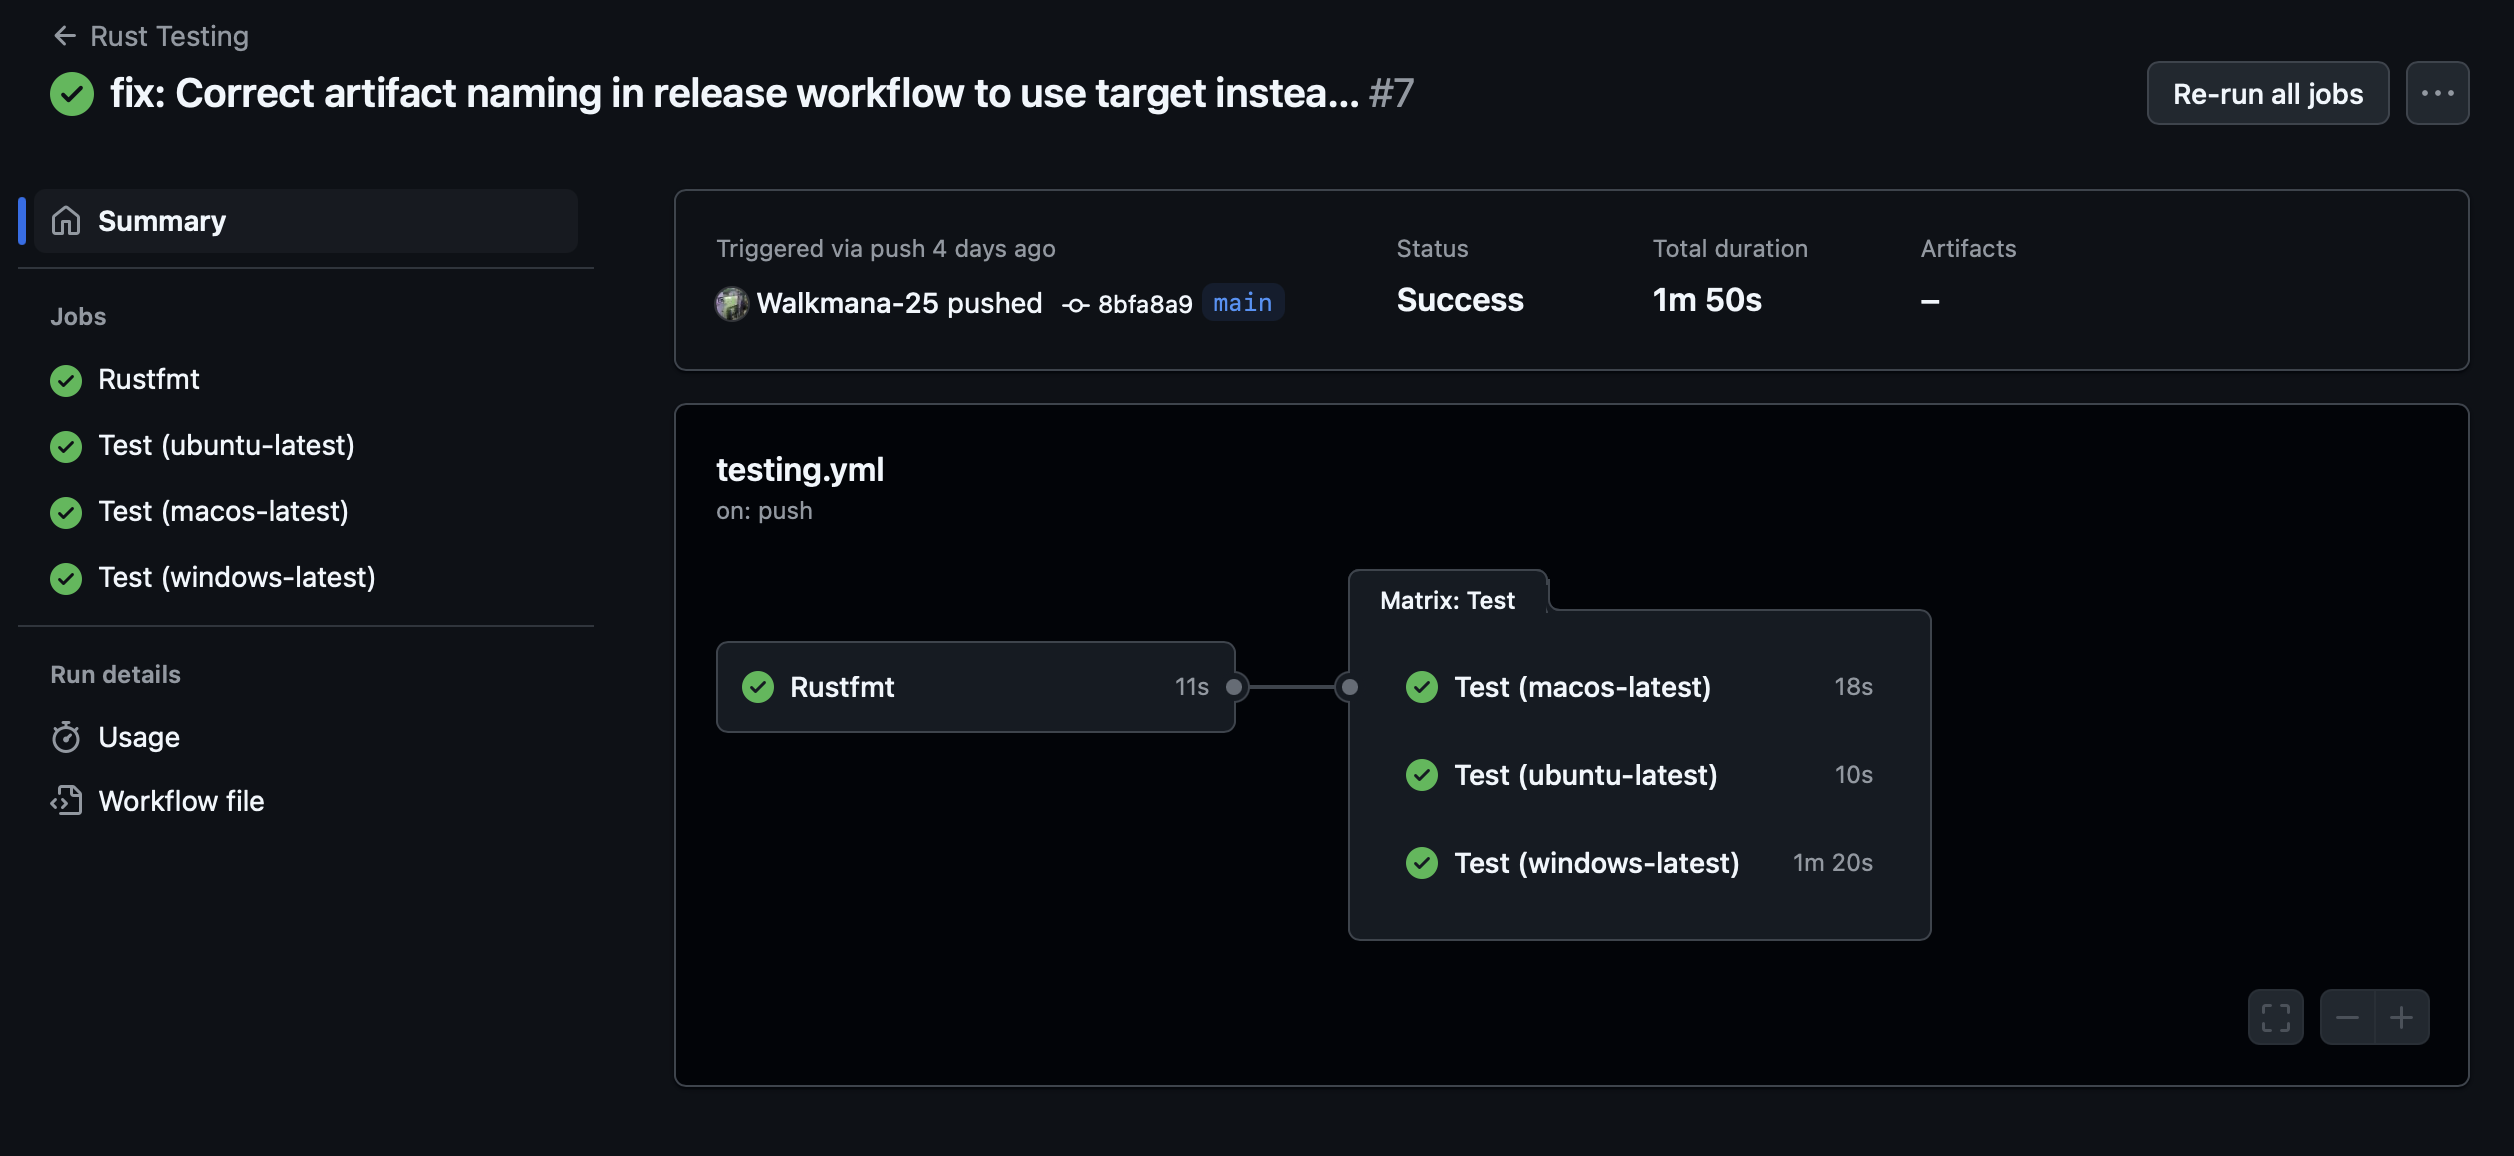 Rust Testing
fix: Correct artifact naming in release workflow to use target instea... #7
Re-run all jobs
Summary
Jobs
Rustfmt
Test (ubuntu-latest)
Test (macos-latest)
Test (windows-latest)
Run details
Usage
Workflow file
Triggered via push 4 days ago
Walkmana-25 pushed 8bfa8a9 main
Status
Success
Total duration
1m 50s
Artifacts
–
testing.yml
on: push
Rustfmt 11s
Matrix: Test
Test (macos-latest) 18s
Test (ubuntu-latest) 10s
Test (windows-latest) 1m 20s